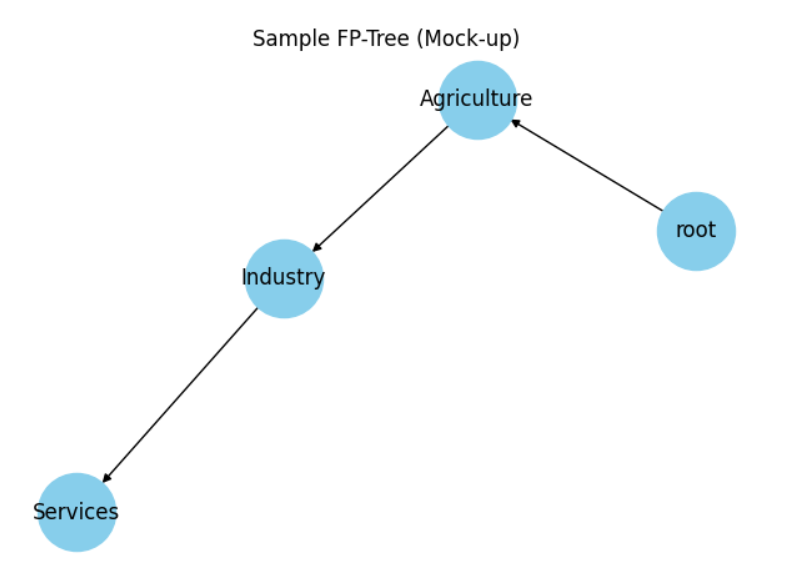 Sample FP-Tree (Mock-up)
Agriculture
root
Industry
Services